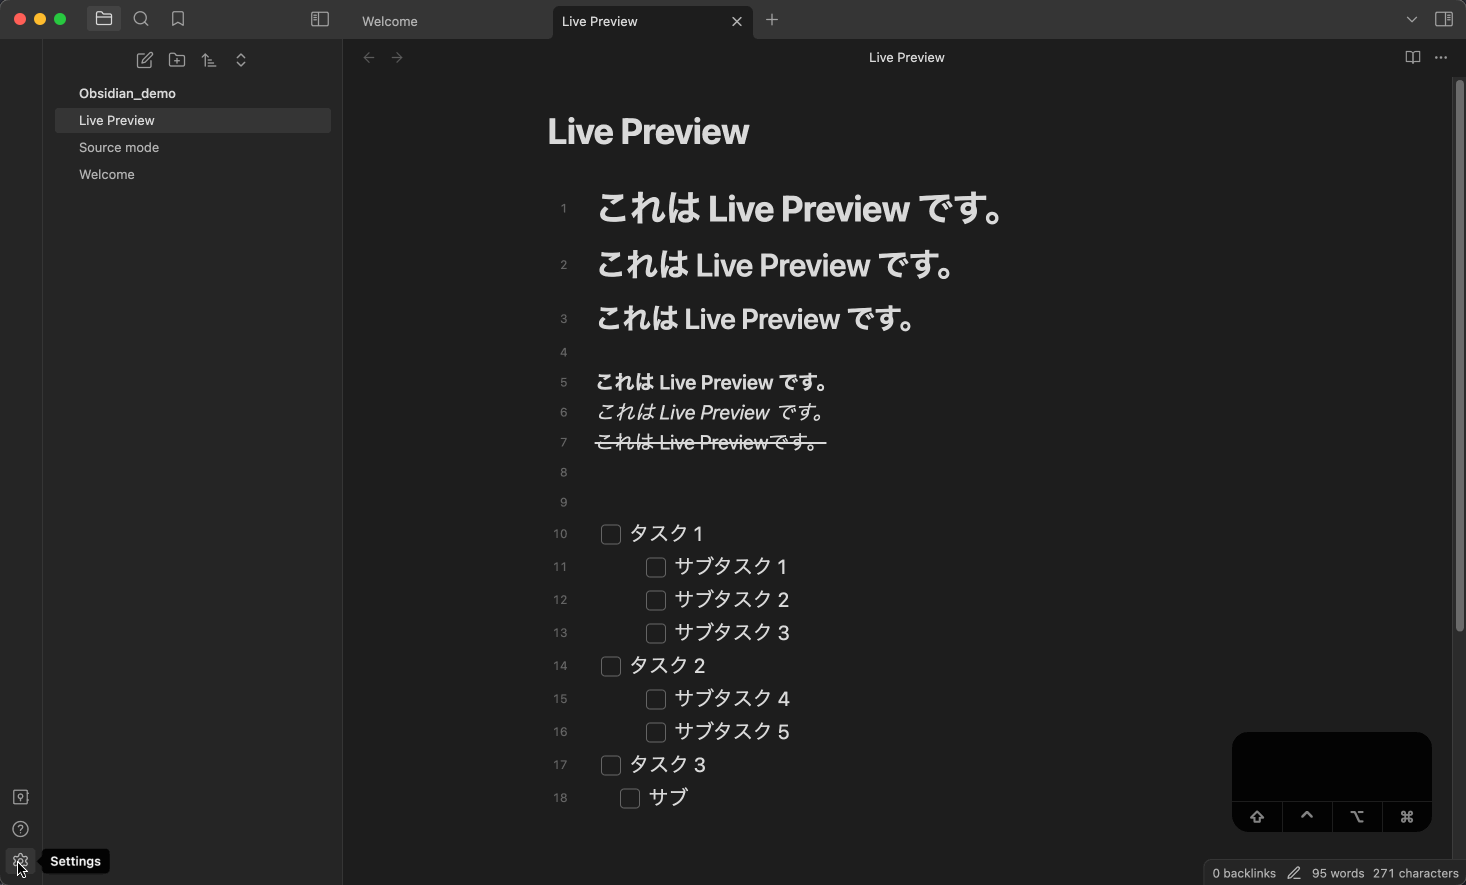 Welcome
Live Preview
Live Preview
Obsidian_demo
Live Preview
Source mode
Welcome
Live Preview
1 これは Live Preview です。
2 これは Live Preview です。
3 これは Live Preview です。
4
5 これは Live Preview です。
6 これは Live Preview です。
7 これは Live Previewです。
8
9
10 タスク 1
11 サブタスク 1
12 サブタスク 2
13 サブタスク 3
14 タスク 2
15 サブタスク 4
16 サブタスク 5
17 タスク 3
18 サブ
Settings
0 backlinks 95 words 271 characters